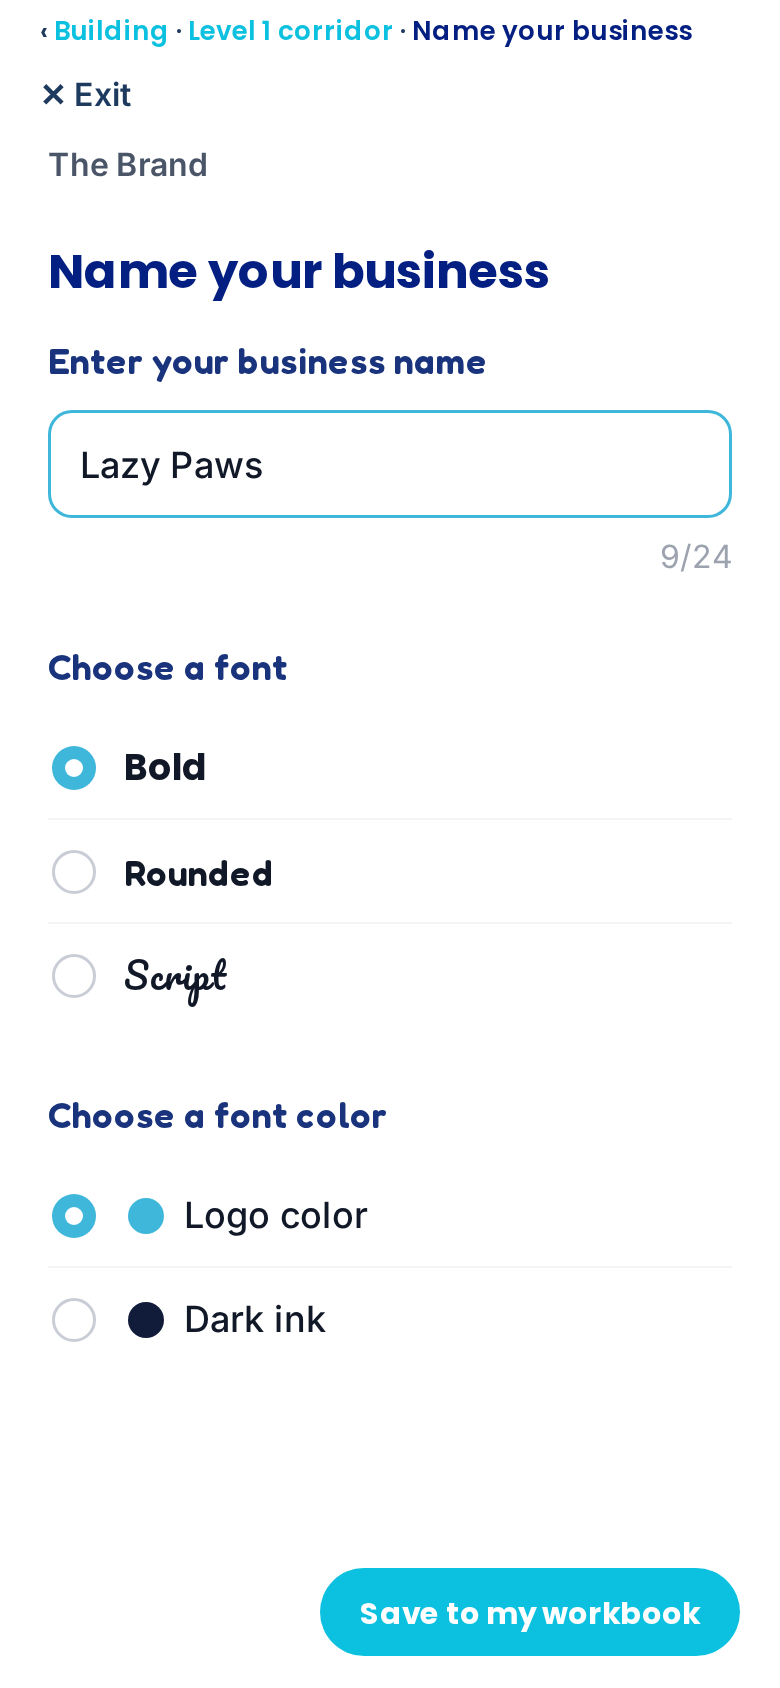 ‹ Building · Level 1 corridor · Name your business
✕ Exit
The Brand
Name your business
Enter your business name
Lazy Paws
9/24
Choose a font
Bold
Rounded
Script
Choose a font color
Logo color
Dark ink
Save to my workbook